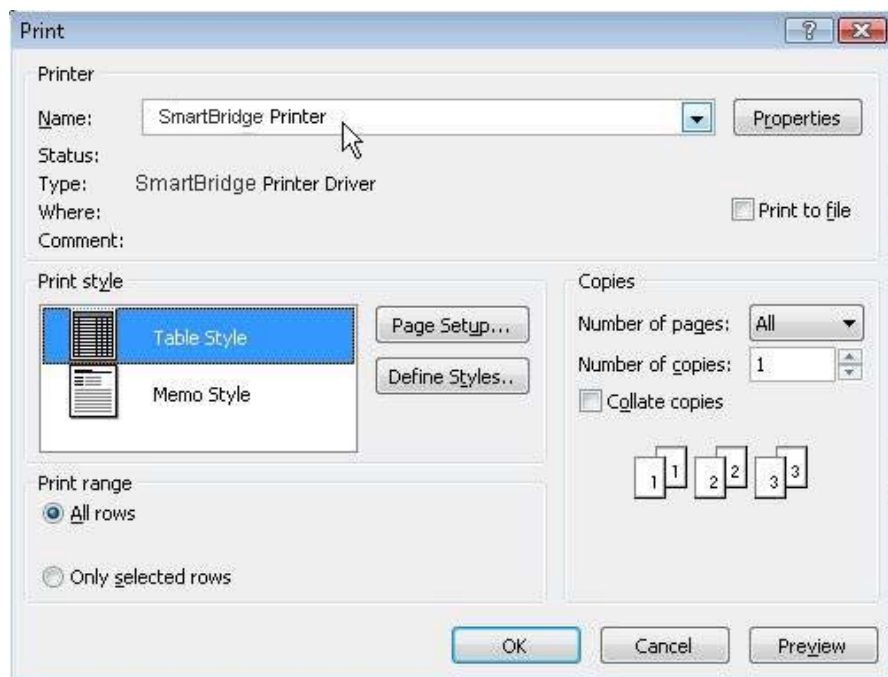 Print
Printer
Name:
SmartBridge Printer
Properties
Status:
Type: SmartBridge Printer Driver
Where:
Print to file
Comment:
Print style
Table Style
Memo Style
Page Setup...
Define Styles..
Copies
Number of pages: All
Number of copies: 1
Collate copies
1 1 2 2 3 3
Print range
All rows
Only selected rows
OK Cancel Preview